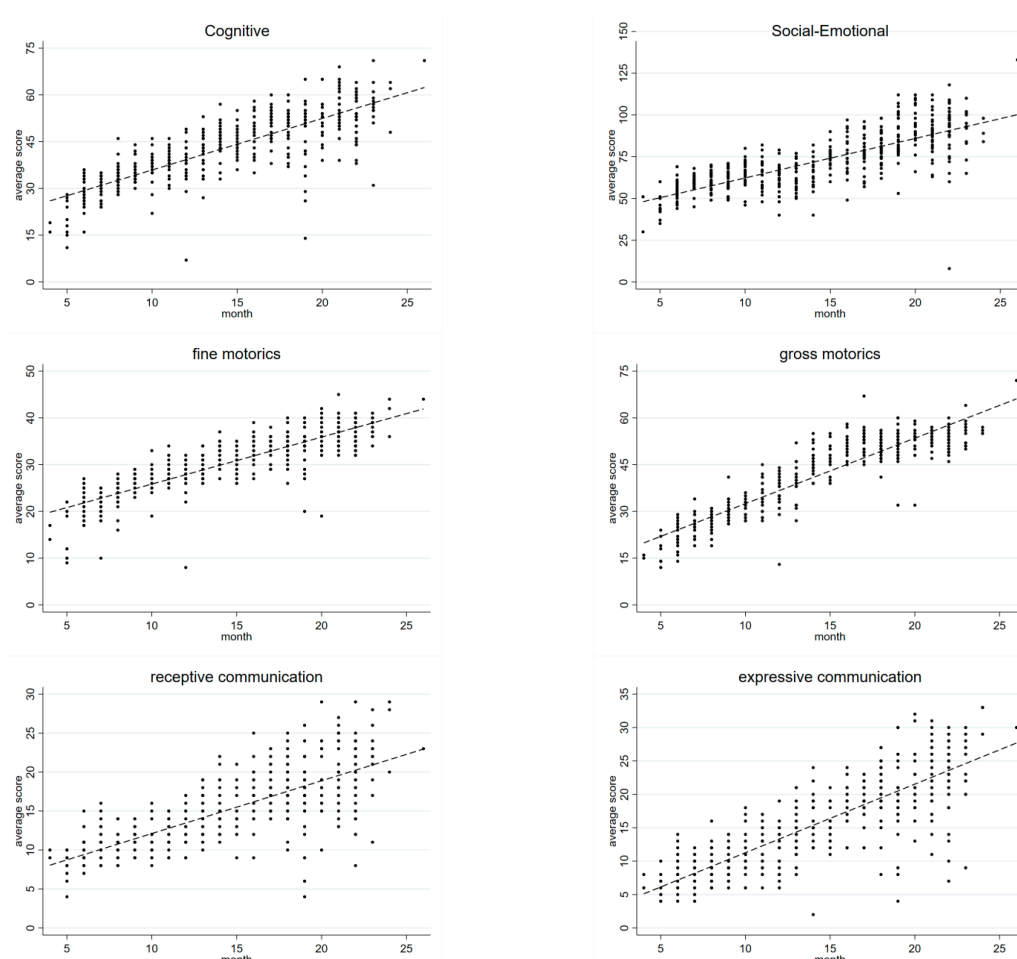 Cognitive
75
60
45
30
15
0
average score
5 10 15 20 25
month
Social-Emotional
150
125
100
75
50
25
0
average score
5 10 15 20 25
month
fine motorics
50
40
30
20
10
0
average score
5 10 15 20 25
month
gross motorics
75
60
45
30
15
0
average score
5 10 15 20 25
month
receptive communication
30
25
20
15
10
5
0
average score
5 10 15 20 25
month
expressive communication
35
30
25
20
15
10
5
0
average score
5 10 15 20 25
month